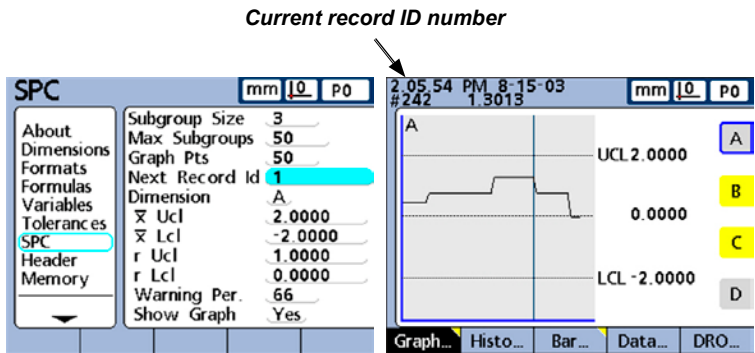 Current record ID number
SPC
mm
0
P0
About
Dimensions
Formats
Formulas
Variables
Tolerances
SPC
Header
Memory
Subgroup Size 3
Max Subgroups 50
Graph Pts 50
Next Record Id 1
Dimension A
x̅ Ucl 2.0000
x̅ Lcl -2.0000
r Ucl 1.0000
r Lcl 0.0000
Warning Per. 66
Show Graph Yes
2.05.54 PM 8-15-03
#242 1.3013
mm
0
P0
A
UCL 2.0000
0.0000
LCL -2.0000
A
B
C
D
Graph... Histo... Bar... Data... DRO...